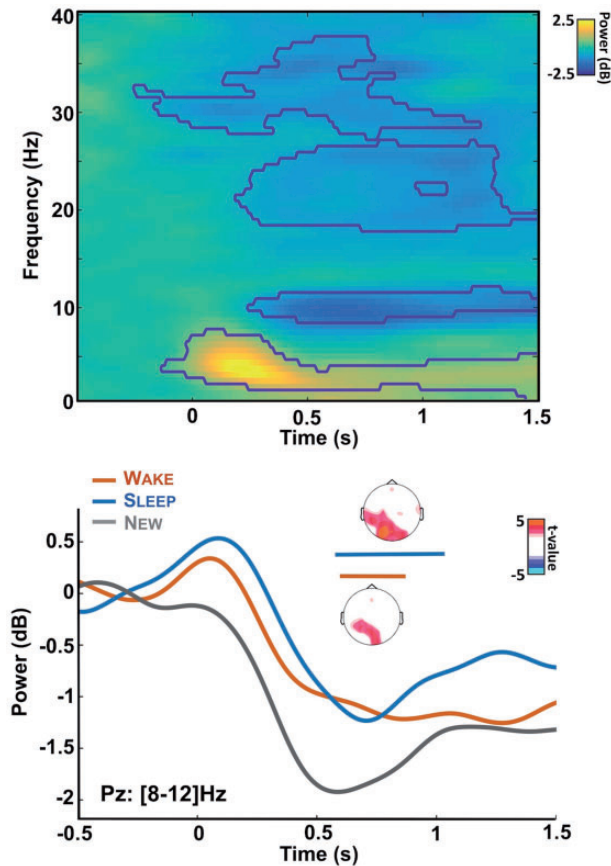 40
30
20
10
0
Frequency (Hz)
0
0.5
1
1.5
Time (s)
2.5
-2.5
Power (dB)
WAKE
SLEEP
NEW
0.5
0
-0.5
-1
-1.5
-2
Power (dB)
5
-5
t-value
Pz: [8-12]Hz
-0.5
0
0.5
1
1.5
Time (s)